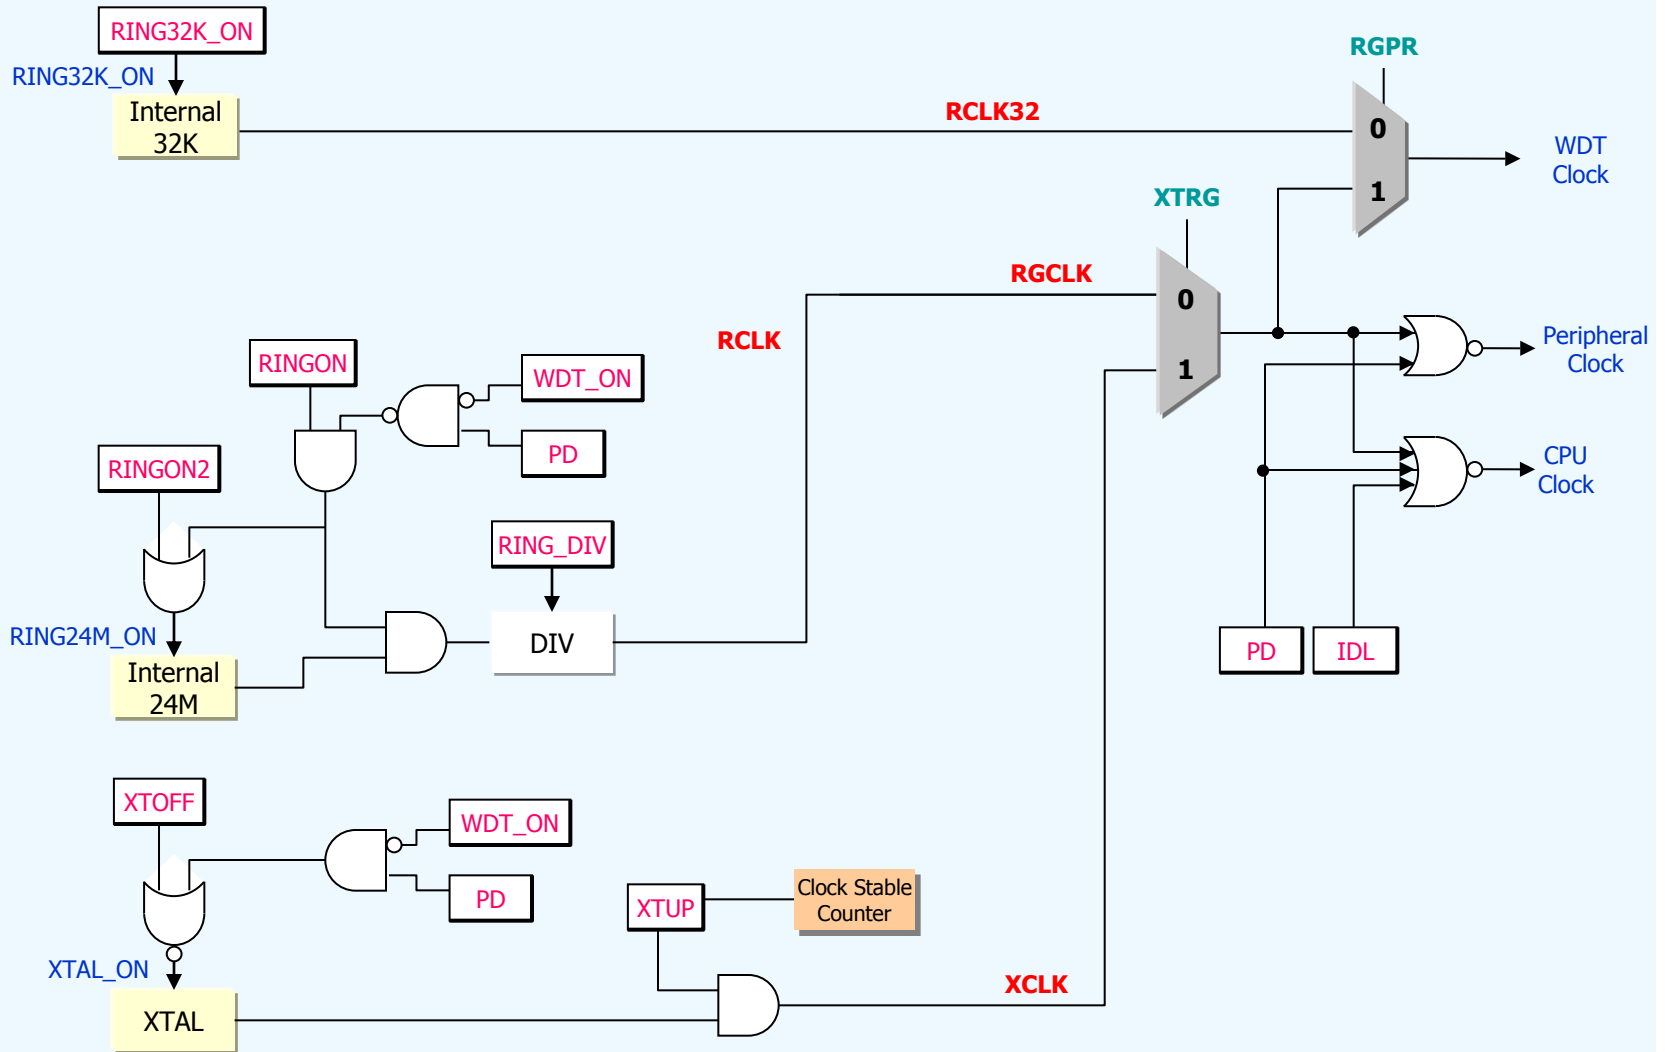 RING32K_ON
RGPR
RING32K_ON
Internal
32K
RCLK32
0
WDT
Clock
1
XTRG
RGCLK
0
RCLK
RINGON
WDT_ON
Peripheral
Clock
1
PD
RINGON2
CPU
Clock
RING_DIV
RING24M_ON
DIV
PD
IDL
Internal
24M
XTOFF
WDT_ON
PD
Clock Stable
Counter
XTUP
XTAL_ON
XCLK
XTAL